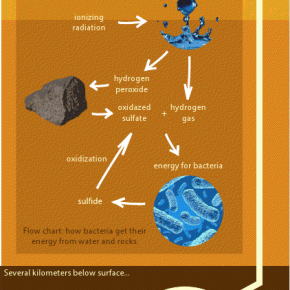 ionizing
radiation
hydrogen
peroxide
oxidazed
sulfate
+
hydrogen
gas
oxidization
energy for bacteria
sulfide
Flow chart: how bacteria get their
energy from water and rocks.
Several kilometers below surface...